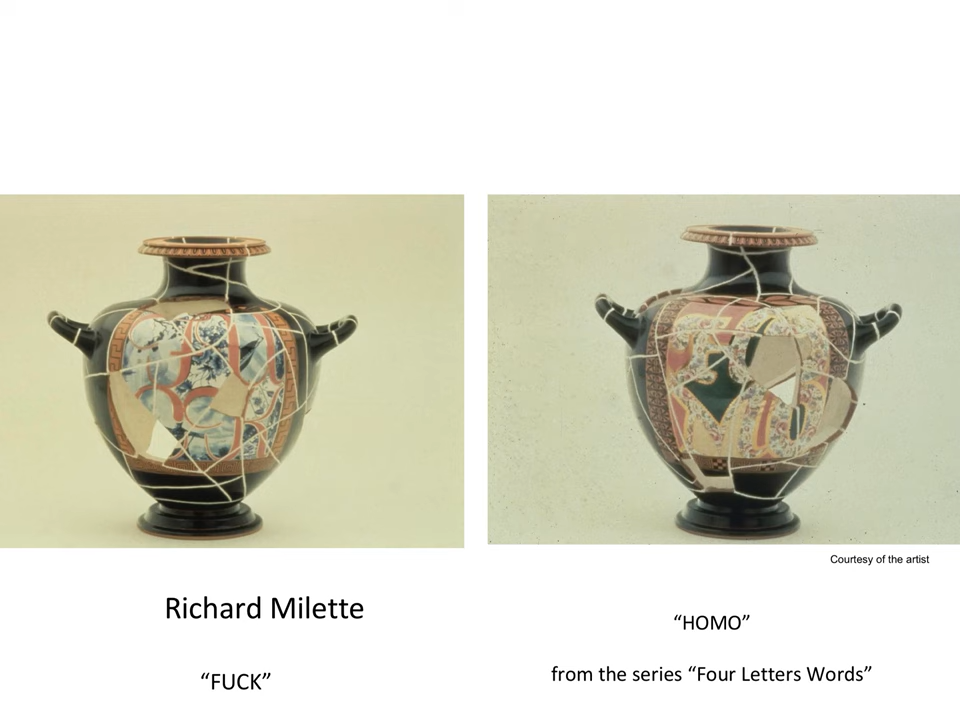 Courtesy of the artist
Richard Milette
“HOMO”
from the series “Four Letters Words”
“FUCK”